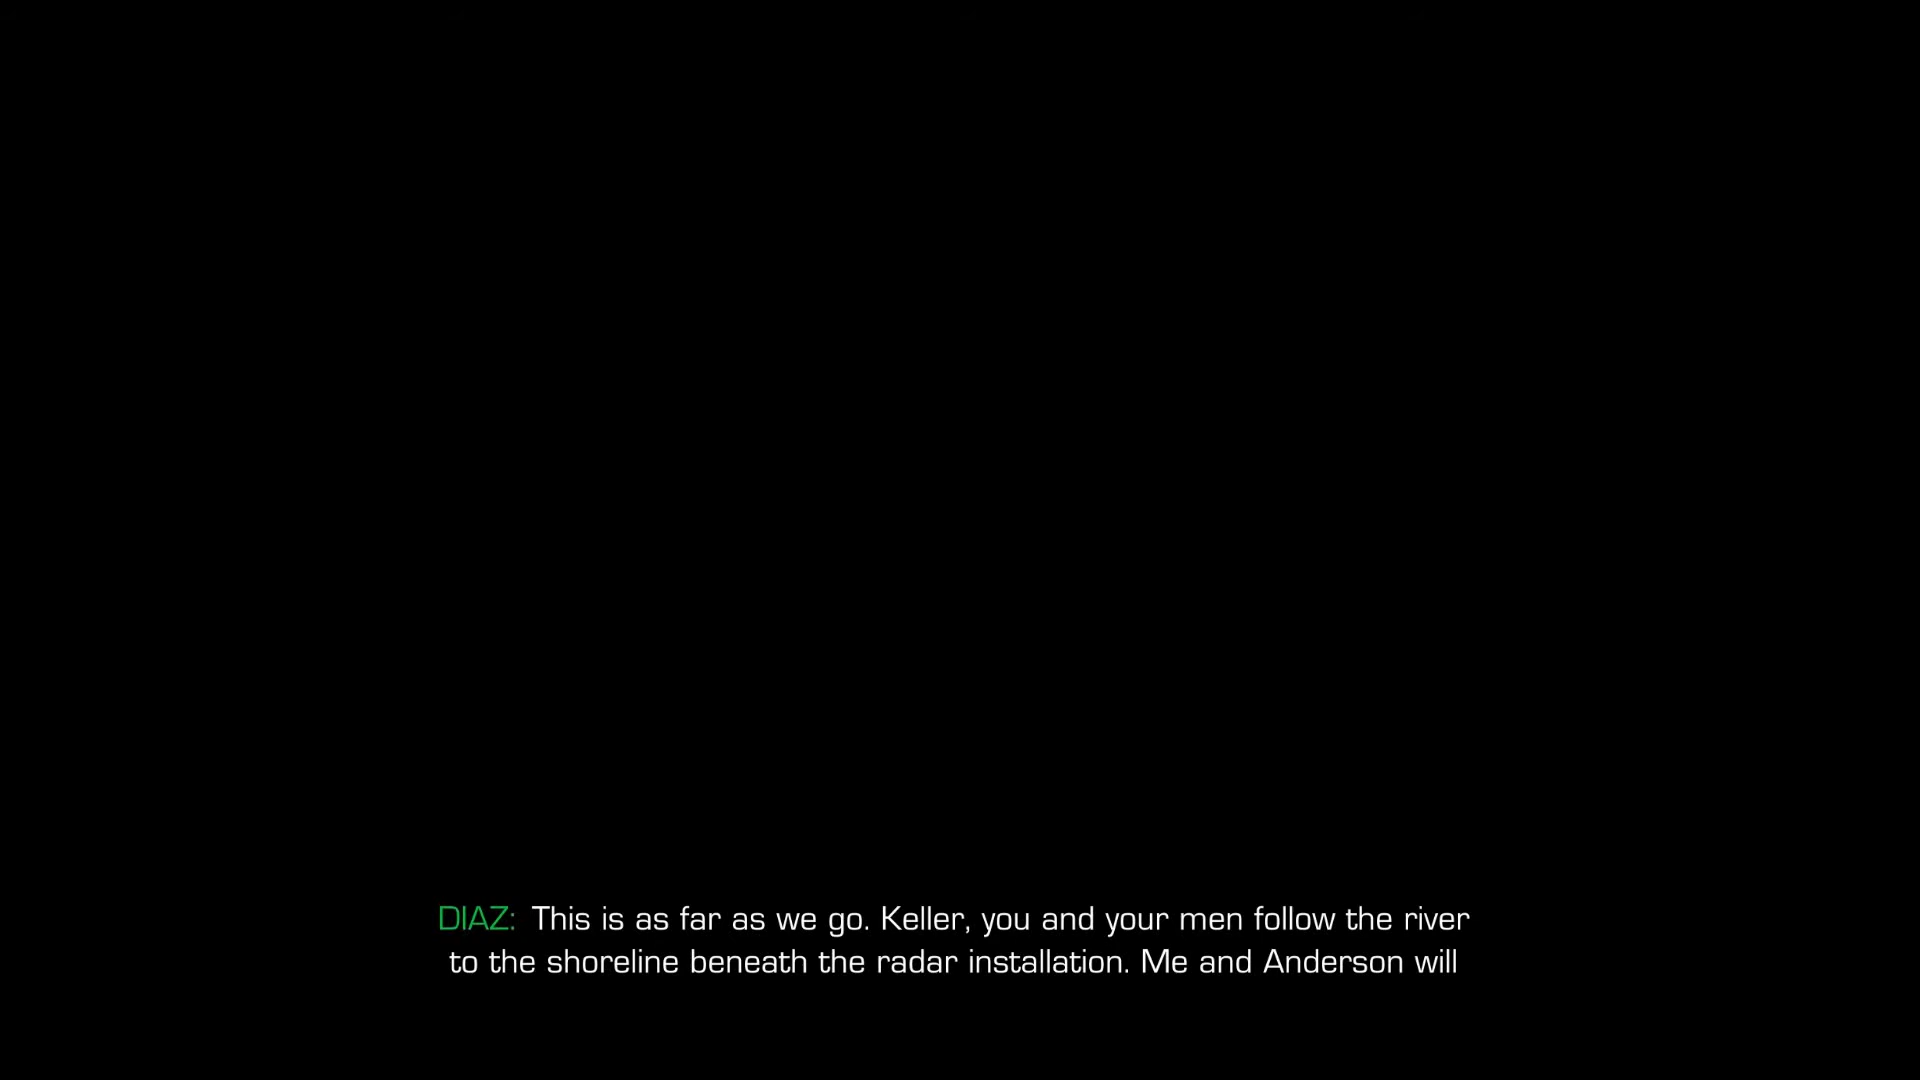 DIAZ: This is as far as we go. Keller, you and your men follow the river
to the shoreline beneath the radar installation. Me and Anderson will